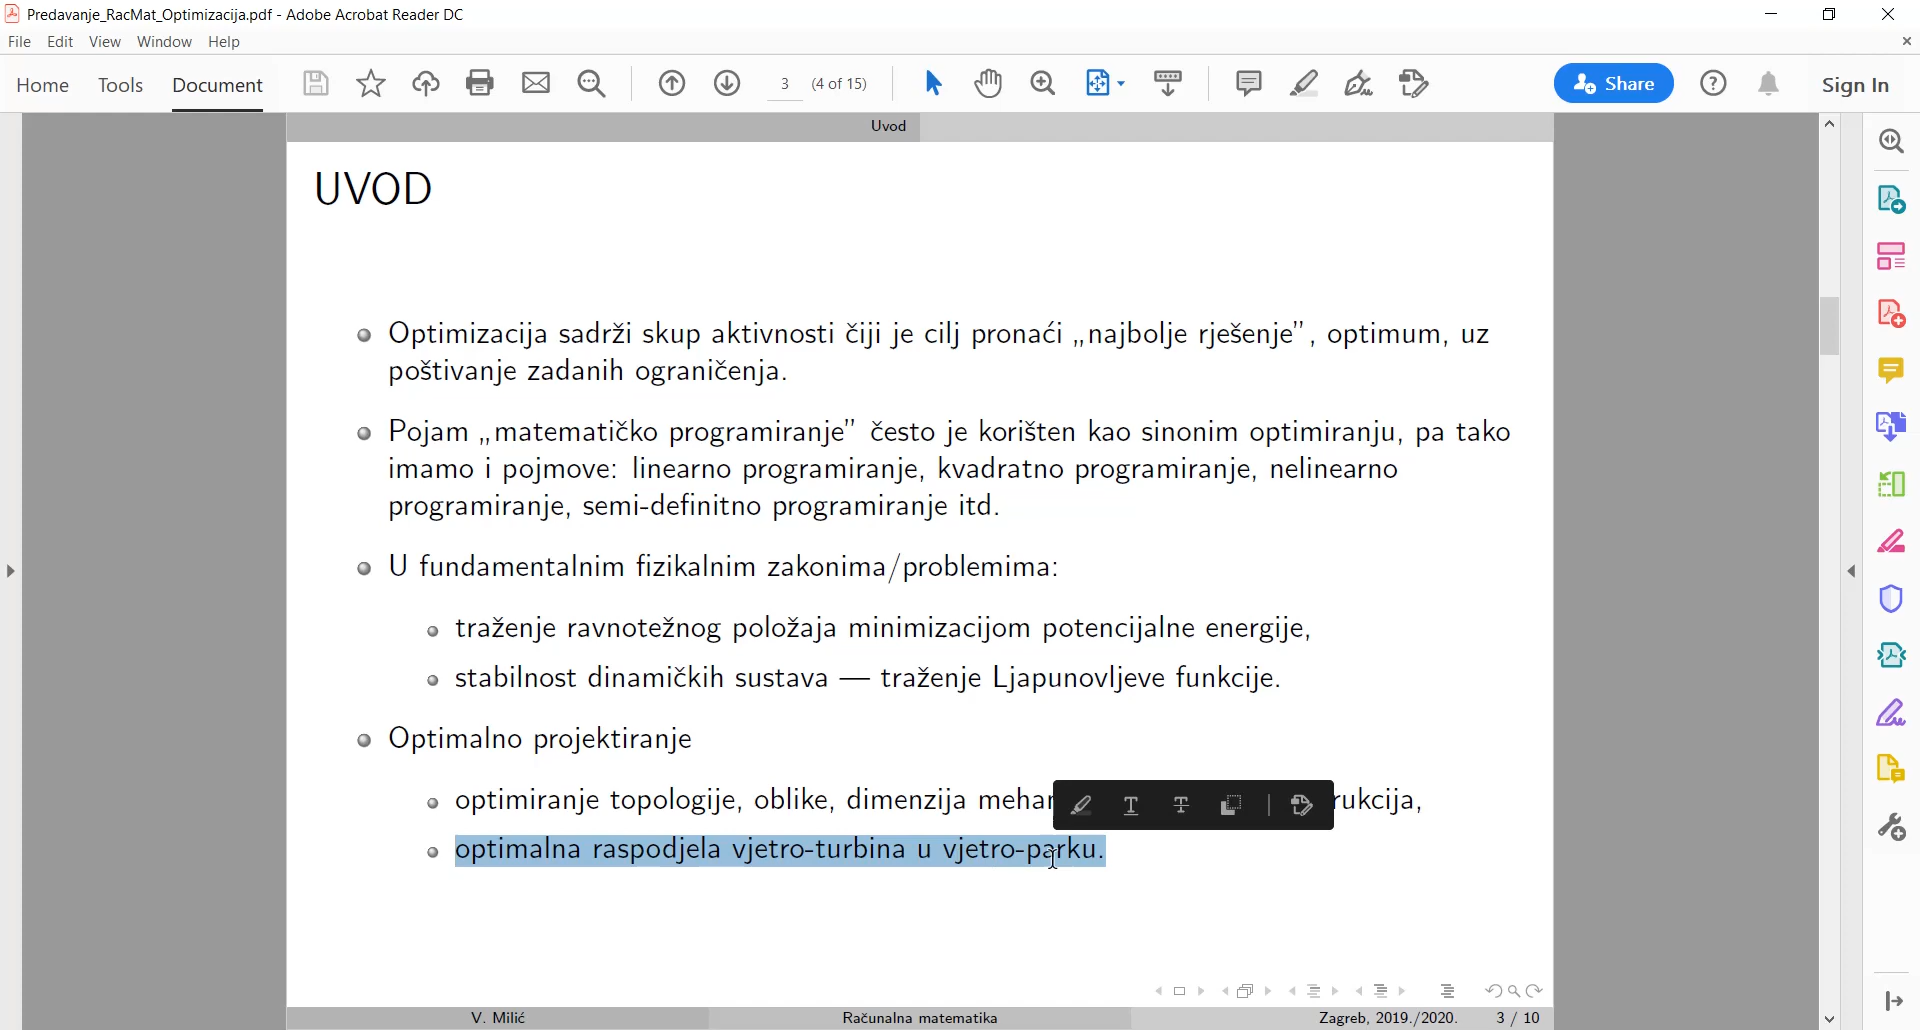 Predavanje_RacMat_Optimizacija.pdf - Adobe Acrobat Reader DC
File Edit View Window Help
Home Tools Document 3 (4 of 15) Share Sign In
Uvod
UVOD
Optimizacija sadrži skup aktivnosti čiji je cilj pronaći „najbolje rješenje”, optimum, uz
poštivanje zadanih ograničenja.
Pojam „matematičko programiranje” često je korišten kao sinonim optimiranju, pa tako
imamo i pojmove: linearno programiranje, kvadratno programiranje, nelinearno
programiranje, semi-definitno programiranje itd.
U fundamentalnim fizikalnim zakonima/problemima:
traženje ravnotežnog položaja minimizacijom potencijalne energije,
stabilnost dinamičkih sustava — traženje Ljapunovljeve funkcije.
Optimalno projektiranje
optimiranje topologije, oblike, dimenzija mehan rukcija,
optimalna raspodjela vjetro-turbina u vjetro-parku.
V. Milić Računalna matematika Zagreb, 2019./2020. 3 / 10